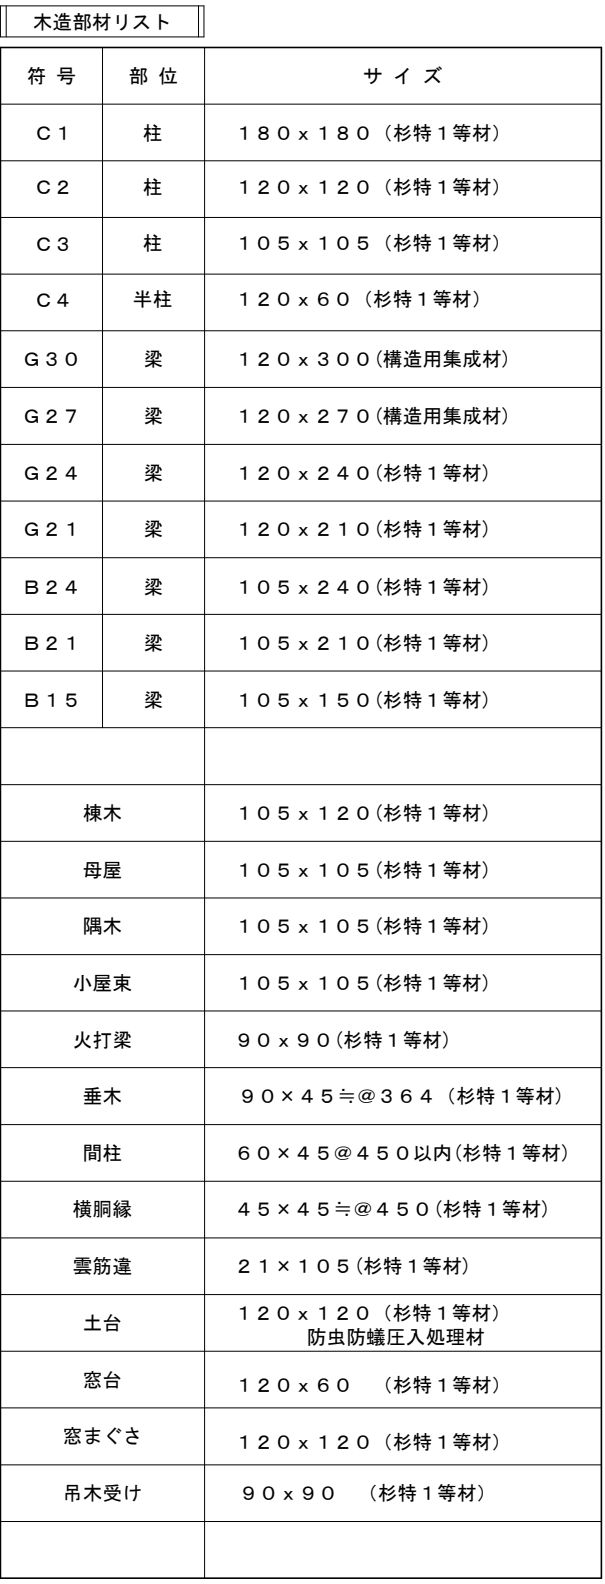 木造部材リスト
符 号 部 位 サ イ ズ
Ｃ１ 柱 １８０ｘ１８０（杉特１等材）
Ｃ２ 柱 １２０ｘ１２０（杉特１等材）
Ｃ３ 柱 １０５ｘ１０５（杉特１等材）
Ｃ４ 半柱 １２０ｘ６０（杉特１等材）
Ｇ３０ 梁 １２０ｘ３００(構造用集成材)
Ｇ２７ 梁 １２０ｘ２７０(構造用集成材)
Ｇ２４ 梁 １２０ｘ２４０(杉特１等材)
Ｇ２１ 梁 １２０ｘ２１０(杉特１等材)
Ｂ２４ 梁 １０５ｘ２４０(杉特１等材)
Ｂ２１ 梁 １０５ｘ２１０(杉特１等材)
Ｂ１５ 梁 １０５ｘ１５０(杉特１等材)
棟木 １０５ｘ１２０(杉特１等材)
母屋 １０５ｘ１０５(杉特１等材)
隅木 １０５ｘ１０５(杉特１等材)
小屋束 １０５ｘ１０５(杉特１等材)
火打梁 ９０ｘ９０(杉特１等材)
垂木 ９０×４５≒＠３６４（杉特１等材）
間柱 ６０×４５＠４５０以内(杉特１等材)
横胴縁 ４５×４５≒＠４５０(杉特１等材)
雲筋違 ２１×１０５(杉特１等材)
土台 １２０ｘ１２０（杉特１等材）
防虫防蟻圧入処理材
窓台 １２０ｘ６０　（杉特１等材）
窓まぐさ １２０ｘ１２０（杉特１等材）
吊木受け ９０ｘ９０　（杉特１等材）